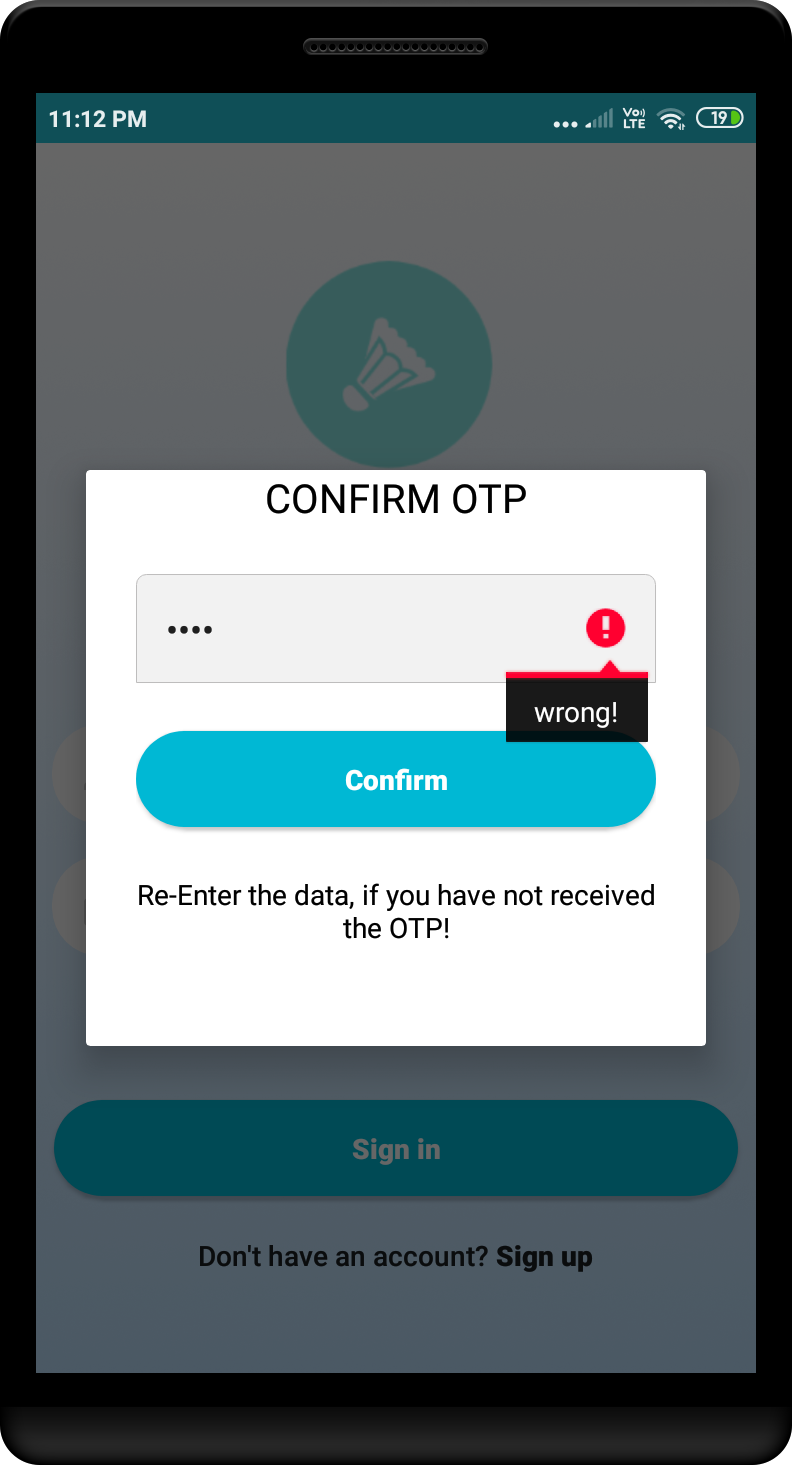 11:12 PM
Vo)) LTE
19
CONFIRM OTP
••••
wrong!
Confirm
Re-Enter the data, if you have not received
the OTP!
Sign in
Don't have an account? Sign up